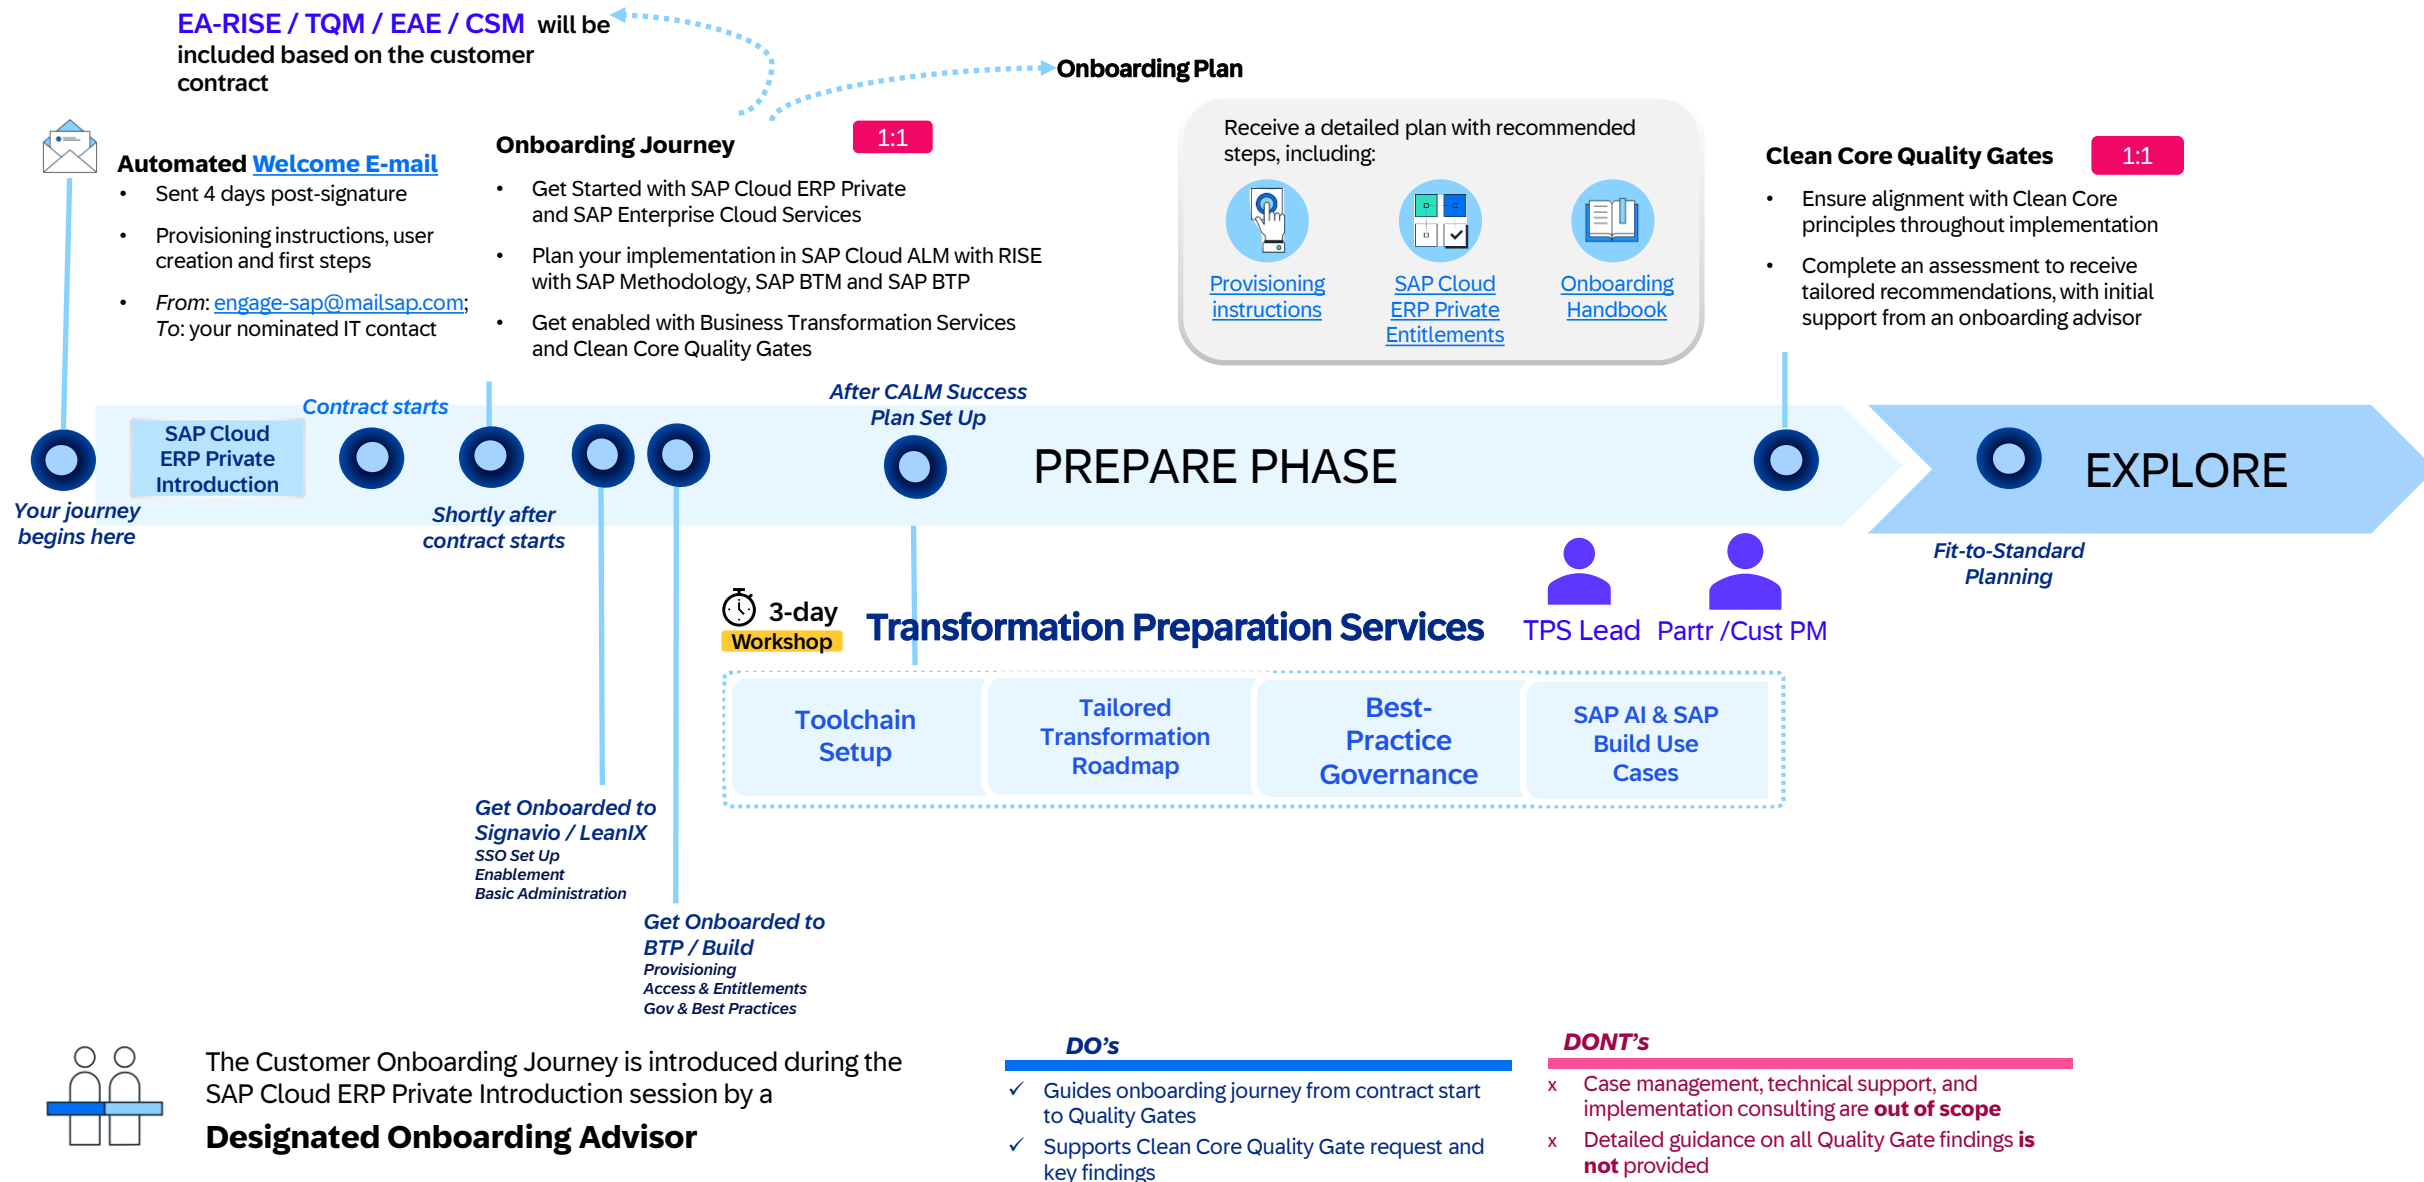 EA-RISE / TQM / EAE / CSM will be
included based on the customer
contract
Onboarding Plan
Automated Welcome E-mail
• Sent 4 days post-signature
• Provisioning instructions, user
creation and first steps
• From: engage-sap@mailsap.com;
To: your nominated IT contact
Onboarding Journey
1:1
• Get Started with SAP Cloud ERP Private
and SAP Enterprise Cloud Services
• Plan your implementation in SAP Cloud ALM with RISE
with SAP Methodology, SAP BTM and SAP BTP
• Get enabled with Business Transformation Services
and Clean Core Quality Gates
Receive a detailed plan with recommended
steps, including:
Provisioning
instructions
SAP Cloud
ERP Private
Entitlements
Onboarding
Handbook
Clean Core Quality Gates
1:1
• Ensure alignment with Clean Core
principles throughout implementation
• Complete an assessment to receive
tailored recommendations, with initial
support from an onboarding advisor
Your journey
begins here
SAP Cloud
ERP Private
Introduction
Contract starts
Shortly after
contract starts
After CALM Success
Plan Set Up
PREPARE PHASE
EXPLORE
Fit-to-Standard
Planning
3-day
Workshop
Transformation Preparation Services
TPS Lead
Partr /Cust PM
Toolchain
Setup
Tailored
Transformation
Roadmap
Best-
Practice
Governance
SAP AI & SAP
Build Use
Cases
Get Onboarded to
Signavio / LeanIX
SSO Set Up
Enablement
Basic Administration
Get Onboarded to
BTP / Build
Provisioning
Access & Entitlements
Gov & Best Practices
The Customer Onboarding Journey is introduced during the
SAP Cloud ERP Private Introduction session by a
Designated Onboarding Advisor
DO's
✓ Guides onboarding journey from contract start
to Quality Gates
✓ Supports Clean Core Quality Gate request and
key findings
DONT's
x Case management, technical support, and
implementation consulting are out of scope
x Detailed guidance on all Quality Gate findings is
not provided